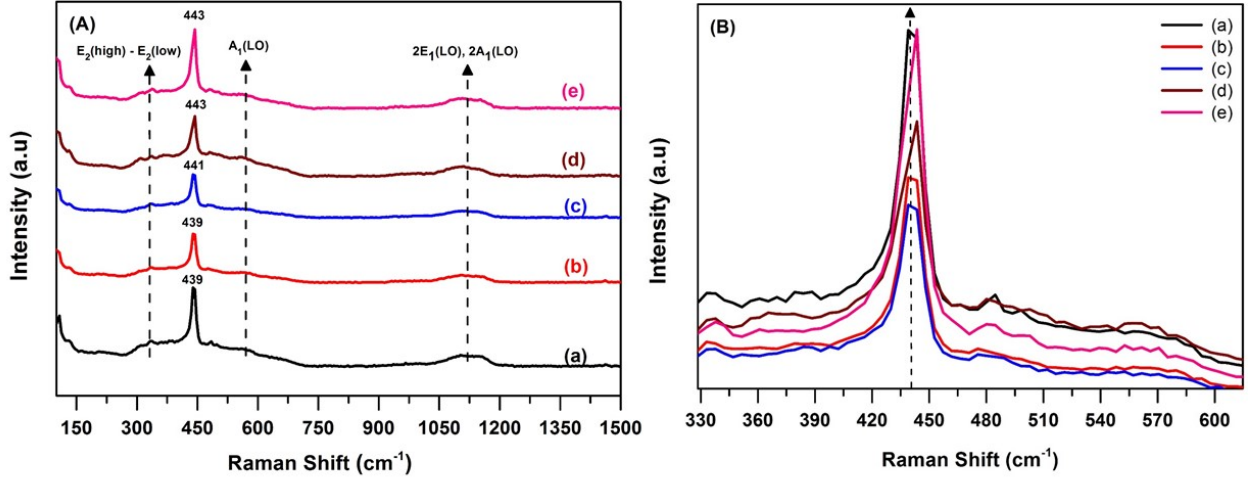 (A)
443
E₂(high) - E₂(low)
A₁(LO)
2E₁(LO), 2A₁(LO)
(e)
443
(d)
441
(c)
439
(b)
439
(a)
Intensity (a.u)
150 300 450 600 750 900 1050 1200 1350 1500
Raman Shift (cm⁻¹)
(B)
(a)
(b)
(c)
(d)
(e)
Intensity (a.u)
330 360 390 420 450 480 510 540 570 600
Raman Shift (cm⁻¹)